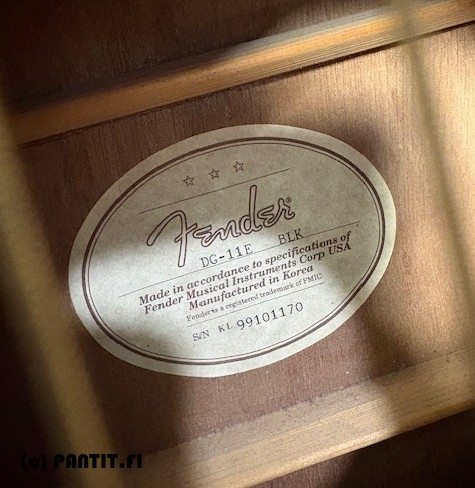 Fender®
DG-11E BLK
Made in accordance to specifications of
Fender Musical Instruments Corp USA
Manufactured in Korea
Fender is a registered trademark of FMIC
S/N KL 99101170
(c) PANTIT.FI